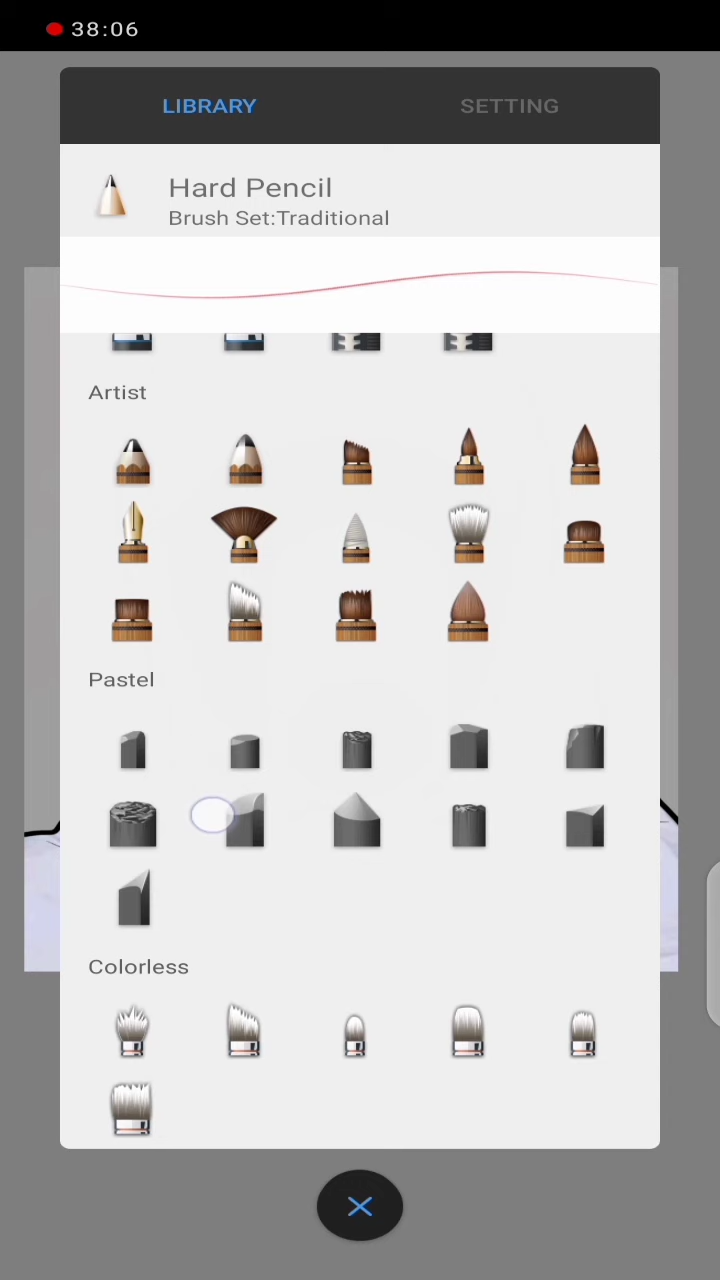 38:06
LIBRARY
SETTING
Hard Pencil
Brush Set:Traditional
Artist
Pastel
Colorless